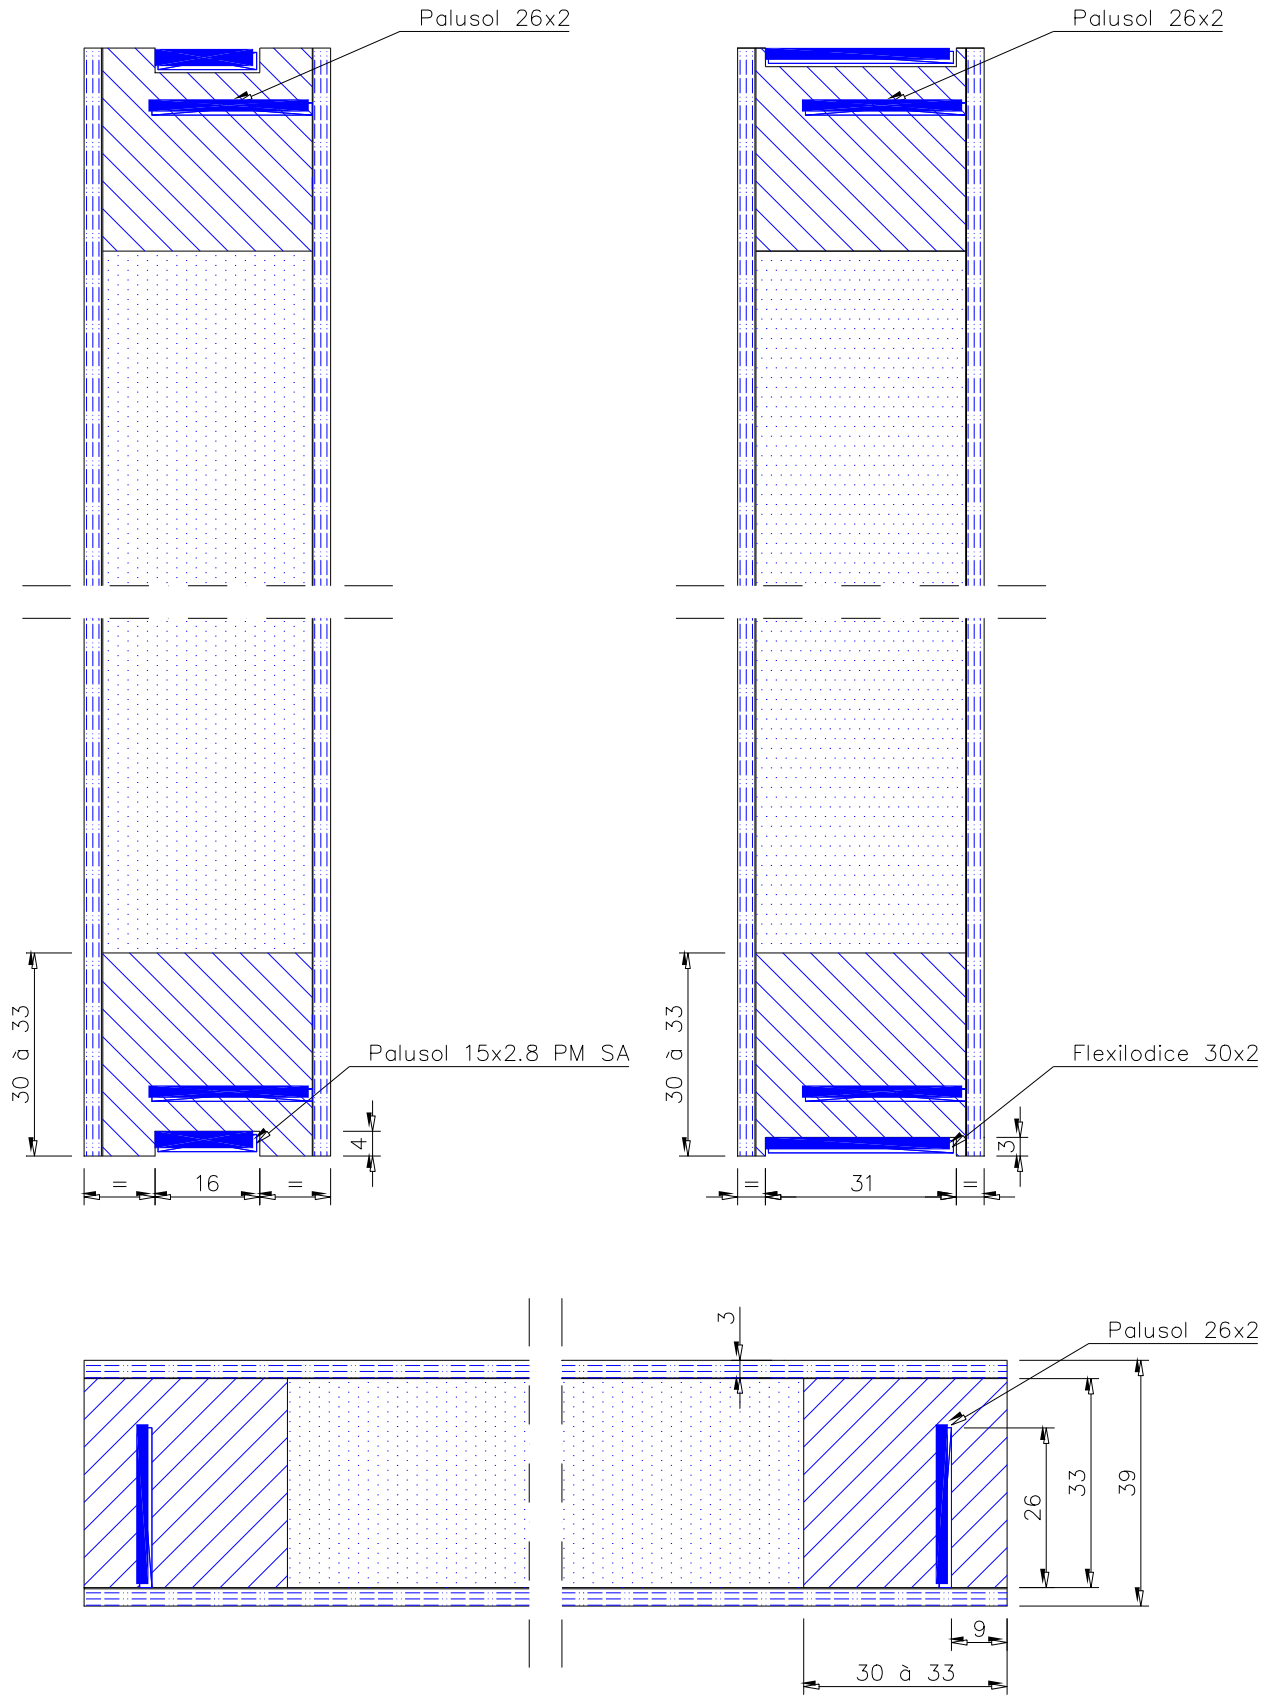 Palusol 26x2
Palusol 26x2
30 à 33
30 à 33
Palusol 15x2.8 PM SA
Flexilodice 30x2
4
3
= 16 =
= 31 =
3
Palusol 26x2
26
33
39
9
30 à 33